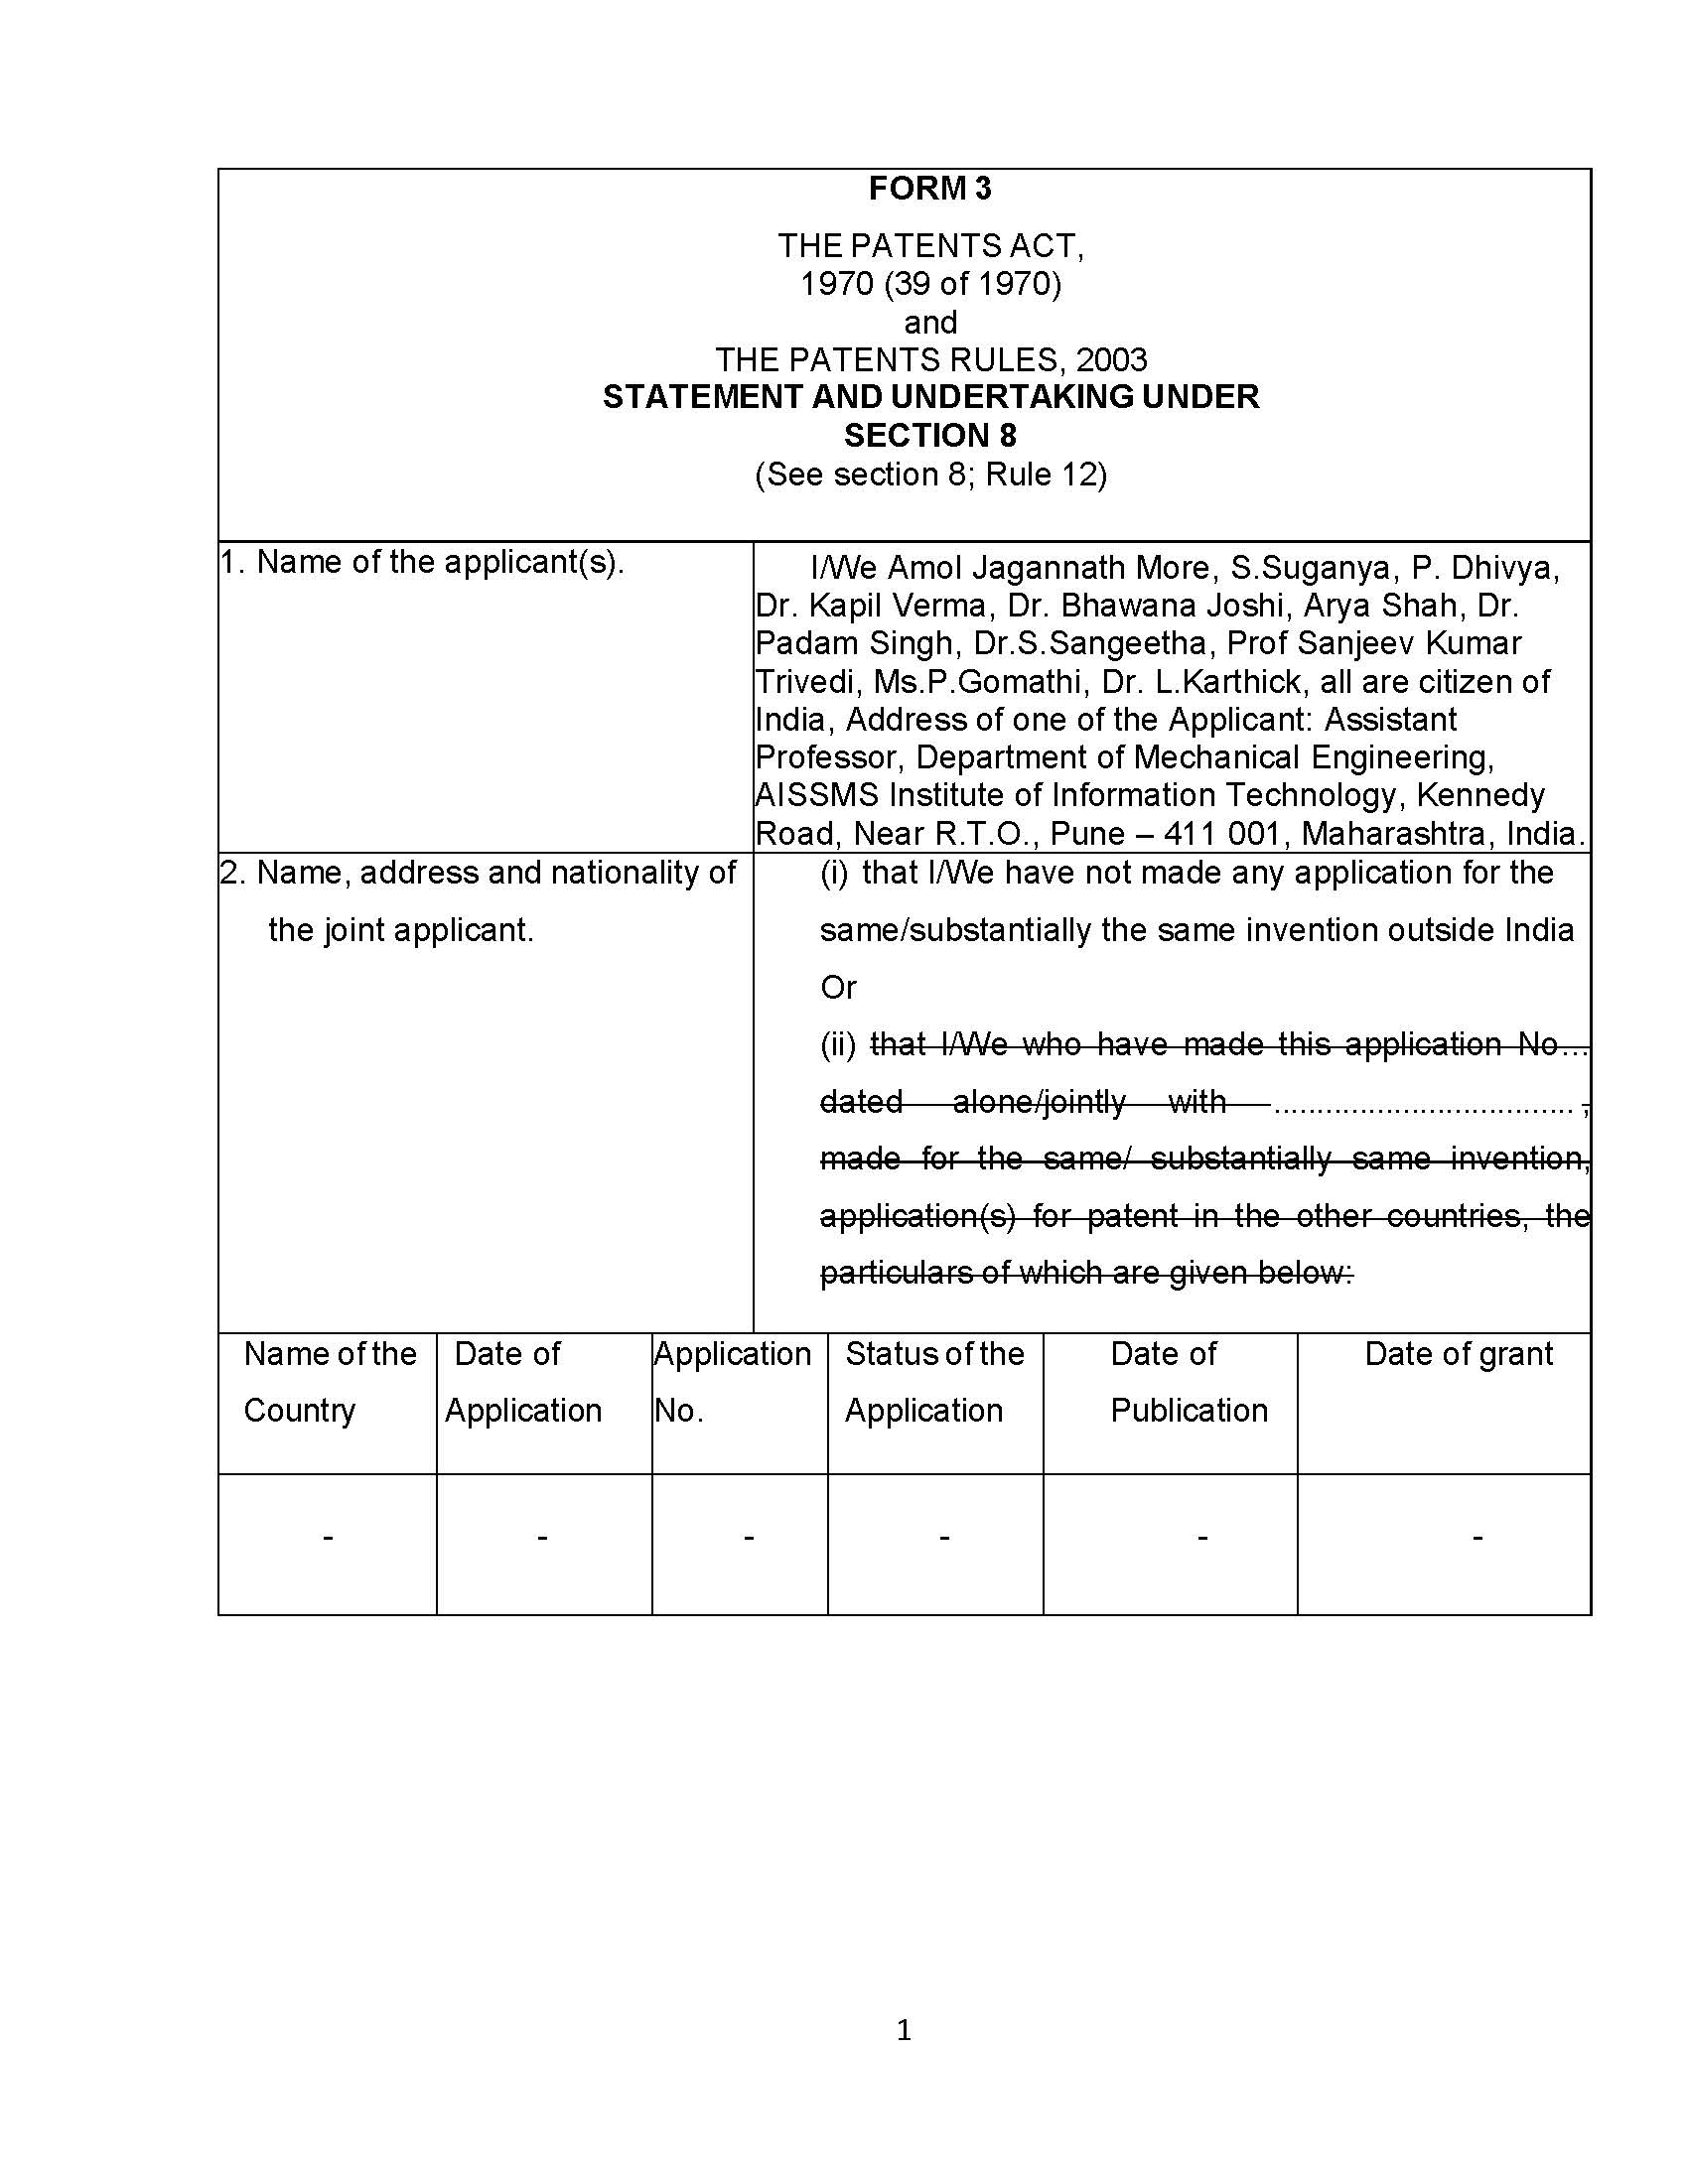 FORM 3
THE PATENTS ACT,
1970 (39 of 1970)
and
THE PATENTS RULES, 2003
STATEMENT AND UNDERTAKING UNDER
SECTION 8
(See section 8; Rule 12)
1. Name of the applicant(s).
I/We Amol Jagannath More, S.Suganya, P. Dhivya,
Dr. Kapil Verma, Dr. Bhawana Joshi, Arya Shah, Dr.
Padam Singh, Dr.S.Sangeetha, Prof Sanjeev Kumar
Trivedi, Ms.P.Gomathi, Dr. L.Karthick, all are citizen of
India, Address of one of the Applicant: Assistant
Professor, Department of Mechanical Engineering,
AISSMS Institute of Information Technology, Kennedy
Road, Near R.T.O., Pune – 411 001, Maharashtra, India.
2. Name, address and nationality of
the joint applicant.
(i) that I/We have not made any application for the
same/substantially the same invention outside India
Or
(ii) that I/We who have made this application No…
dated alone/jointly with ................................... ,
made for the same/ substantially same invention,
application(s) for patent in the other countries, the
particulars of which are given below:
Name of the
Country
Date of
Application
Application
No.
Status of the
Application
Date of
Publication
Date of grant
- - - - - -
1